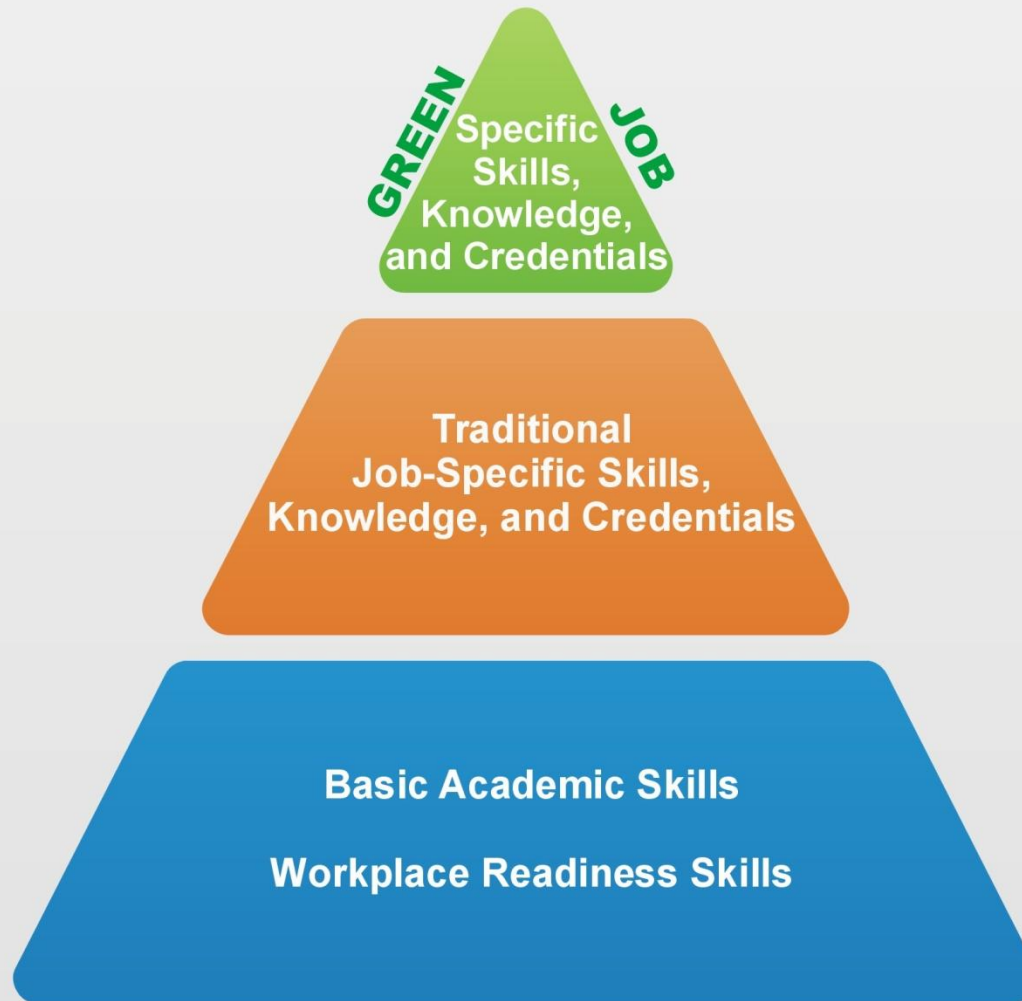 GREEN JOB
Specific
Skills,
Knowledge,
and Credentials
Traditional
Job-Specific Skills,
Knowledge, and Credentials
Basic Academic Skills
Workplace Readiness Skills